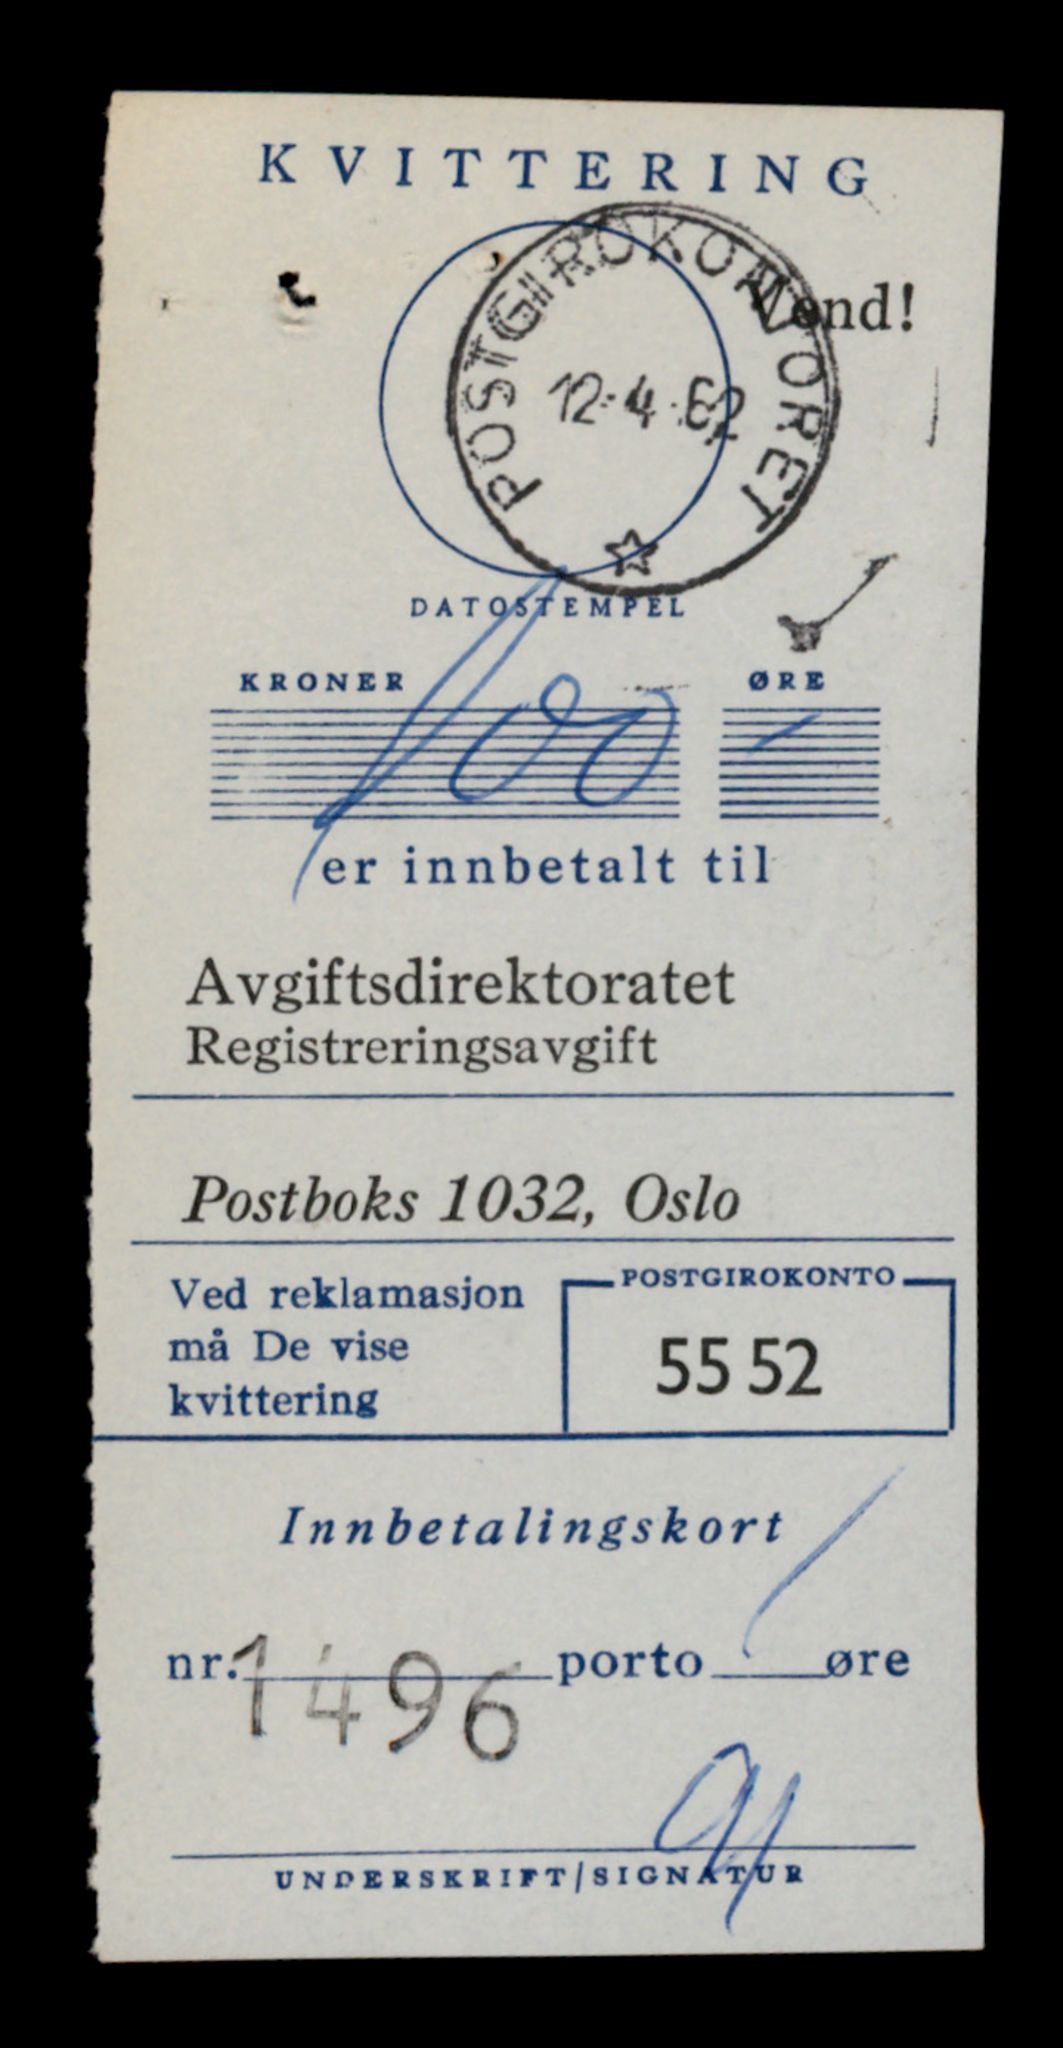 KVITTERING
Vend!
POSTGIROKONTORET
12.4.62
DATOSTEMPEL
KRONER ØRE
100 -
er innbetalt til
Avgiftsdirektoratet
Registreringsavgift
Postboks 1032, Oslo
Ved reklamasjon
må De vise
kvittering
POSTGIROKONTO
55 52
Innbetalingskort
nr. 1496 porto / øre
UNDERSKRIFT/SIGNATUR